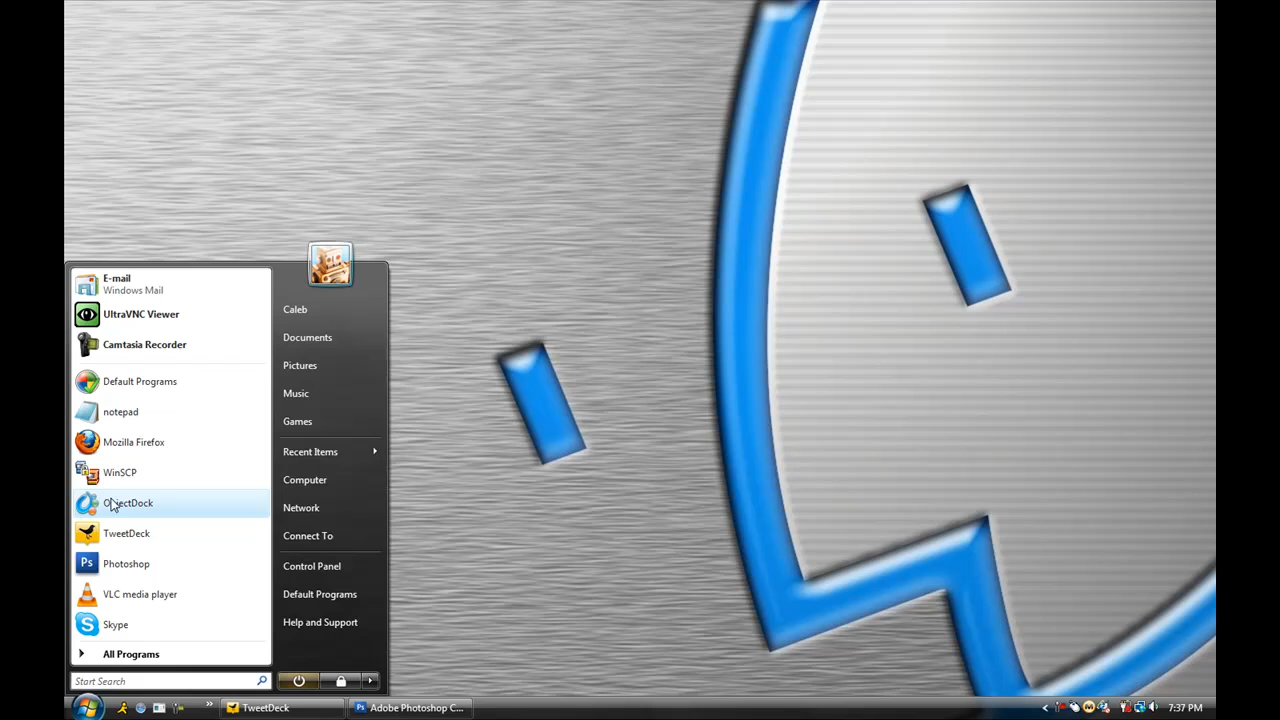 E-mail
Windows Mail
UltraVNC Viewer
Camtasia Recorder
Default Programs
notepad
Mozilla Firefox
WinSCP
ObjectDock
TweetDeck
Ps Photoshop
VLC media player
Skype
All Programs
Start Search
Caleb
Documents
Pictures
Music
Games
Recent Items
Computer
Network
Connect To
Control Panel
Default Programs
Help and Support
TweetDeck
Ps Adobe Photoshop C...
7:37 PM